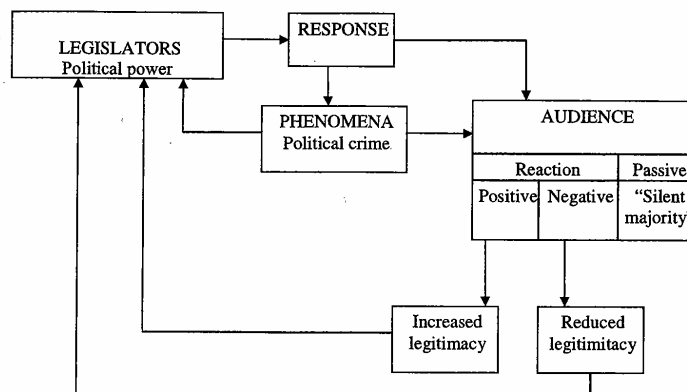 LEGISLATORS
Political power
RESPONSE
PHENOMENA
Political crime
AUDIENCE
Reaction
Passive
Positive
Negative
“Silent
majority”
Increased
legitimacy
Reduced
legitimitacy